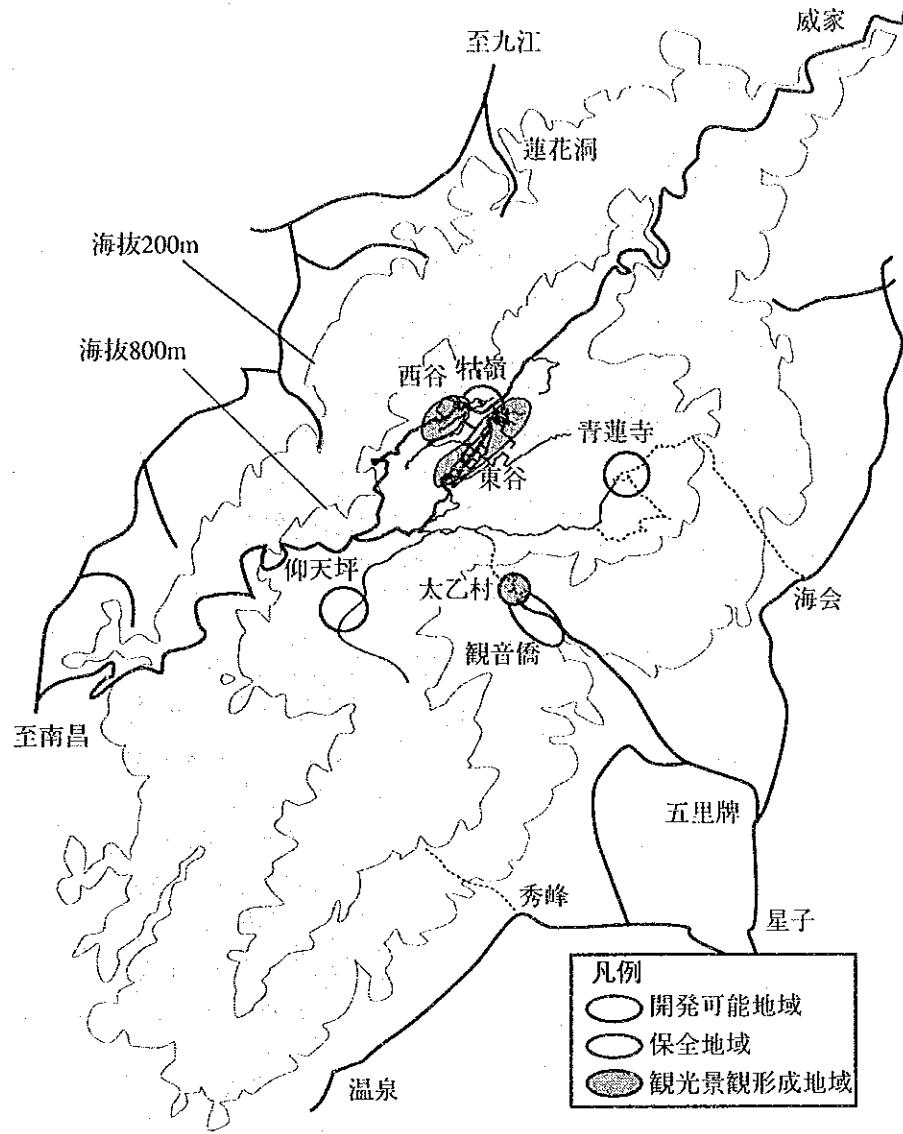 威家
至九江
蓮花洞
海抜200m
海抜800m
西谷
牯嶺
青蓮寺
東谷
仰天坪
太乙村
海会
観音僑
至南昌
五里牌
秀峰
星子
温泉
凡例
開発可能地域
保全地域
観光景観形成地域